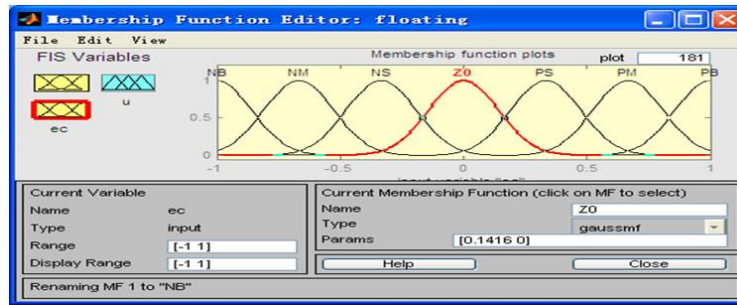 Membership Function Editor: floating
File Edit View
FIS Variables
u
ec
Membership function plots
plot
181
NB NM NS Z0 PS PM PB
1
0.5
0
-1 -0.5 0 0.5 1
Current Variable
Name ec
Type input
Range [-1 1]
Display Range [-1 1]
Current Membership Function (click on MF to select)
Name Z0
Type gaussmf
Params [0.1416 0]
Help Close
Renaming MF 1 to "NB"